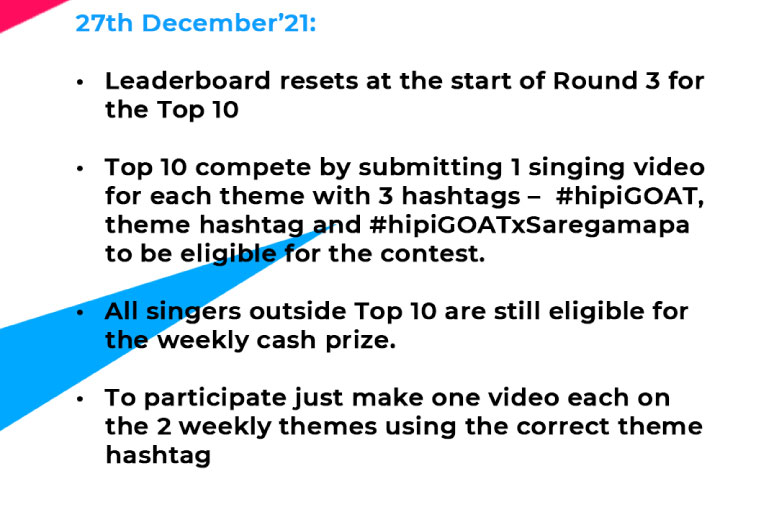 27th December’21:
• Leaderboard resets at the start of Round 3 for
the Top 10
• Top 10 compete by submitting 1 singing video
for each theme with 3 hashtags – #hipiGOAT,
theme hashtag and #hipiGOATxSaregamapa
to be eligible for the contest.
• All singers outside Top 10 are still eligible for
the weekly cash prize.
• To participate just make one video each on
the 2 weekly themes using the correct theme
hashtag